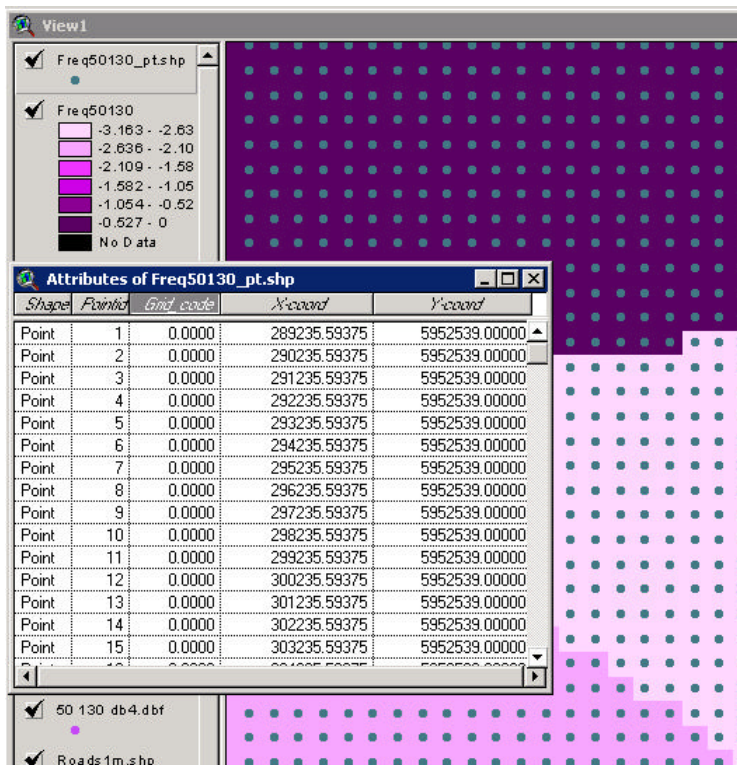 View1
Freq50130_pt.shp
Freq50130
-3.163 - -2.63
-2.636 - -2.10
-2.109 - -1.58
-1.582 - -1.05
-1.054 - -0.52
-0.527 - 0
No Data
Attributes of Freq50130_pt.shp
Shape Pointid Grid_code X-coord Y-coord
Point 1 0.0000 289235.59375 5952539.00000
Point 2 0.0000 290235.59375 5952539.00000
Point 3 0.0000 291235.59375 5952539.00000
Point 4 0.0000 292235.59375 5952539.00000
Point 5 0.0000 293235.59375 5952539.00000
Point 6 0.0000 294235.59375 5952539.00000
Point 7 0.0000 295235.59375 5952539.00000
Point 8 0.0000 296235.59375 5952539.00000
Point 9 0.0000 297235.59375 5952539.00000
Point 10 0.0000 298235.59375 5952539.00000
Point 11 0.0000 299235.59375 5952539.00000
Point 12 0.0000 300235.59375 5952539.00000
Point 13 0.0000 301235.59375 5952539.00000
Point 14 0.0000 302235.59375 5952539.00000
Point 15 0.0000 303235.59375 5952539.00000
50 130 db4.dbf
Roads1m.shp